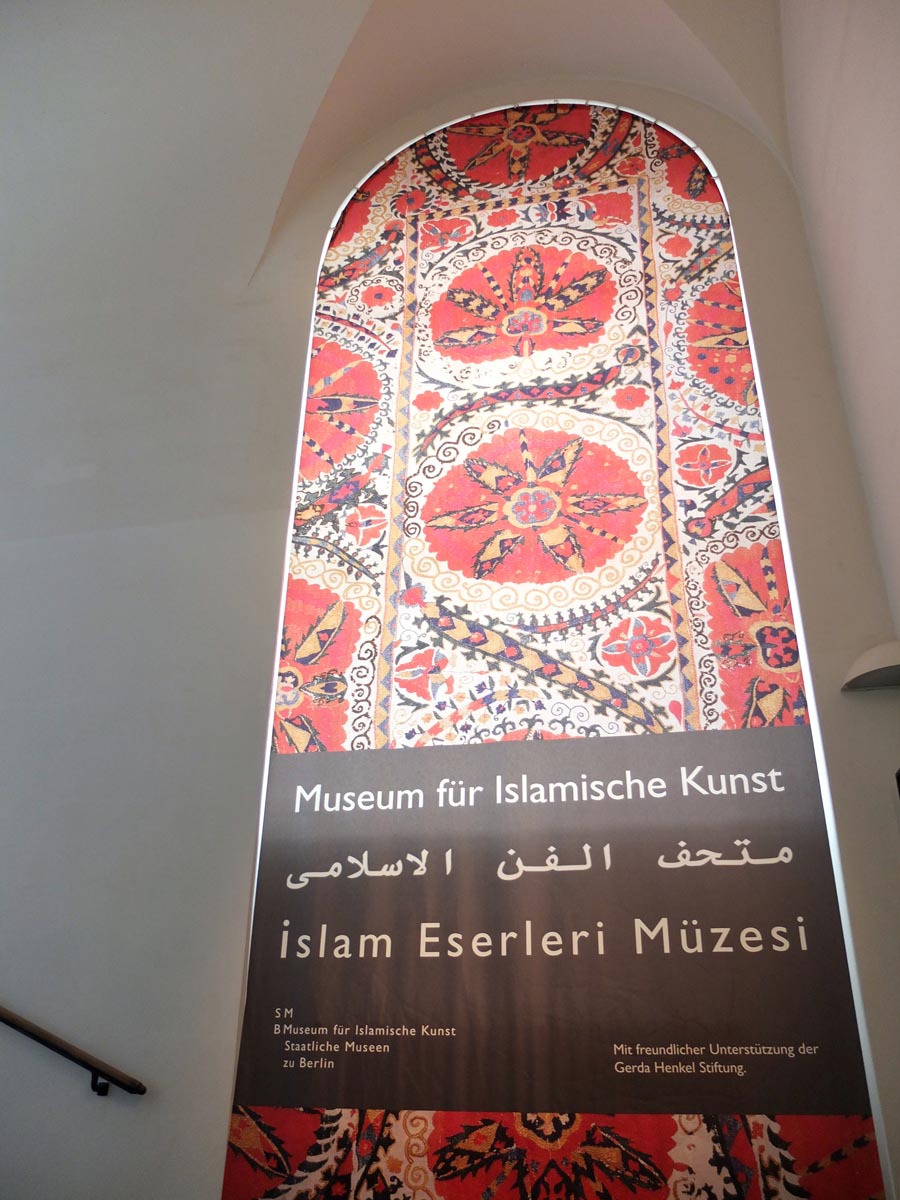 Museum für Islamische Kunst
متحف الفن الاسلامى
İslam Eserleri Müzesi
S M
B Museum für Islamische Kunst
Staatliche Museen
zu Berlin
Mit freundlicher Unterstützung der
Gerda Henkel Stiftung.